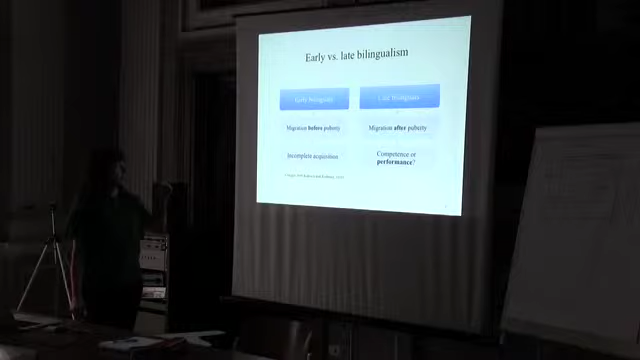 Early vs. late bilingualism
Early bilinguals
Late bilinguals
Migration before puberty
Migration after puberty
Incomplete acquisition
Competence or
performance?